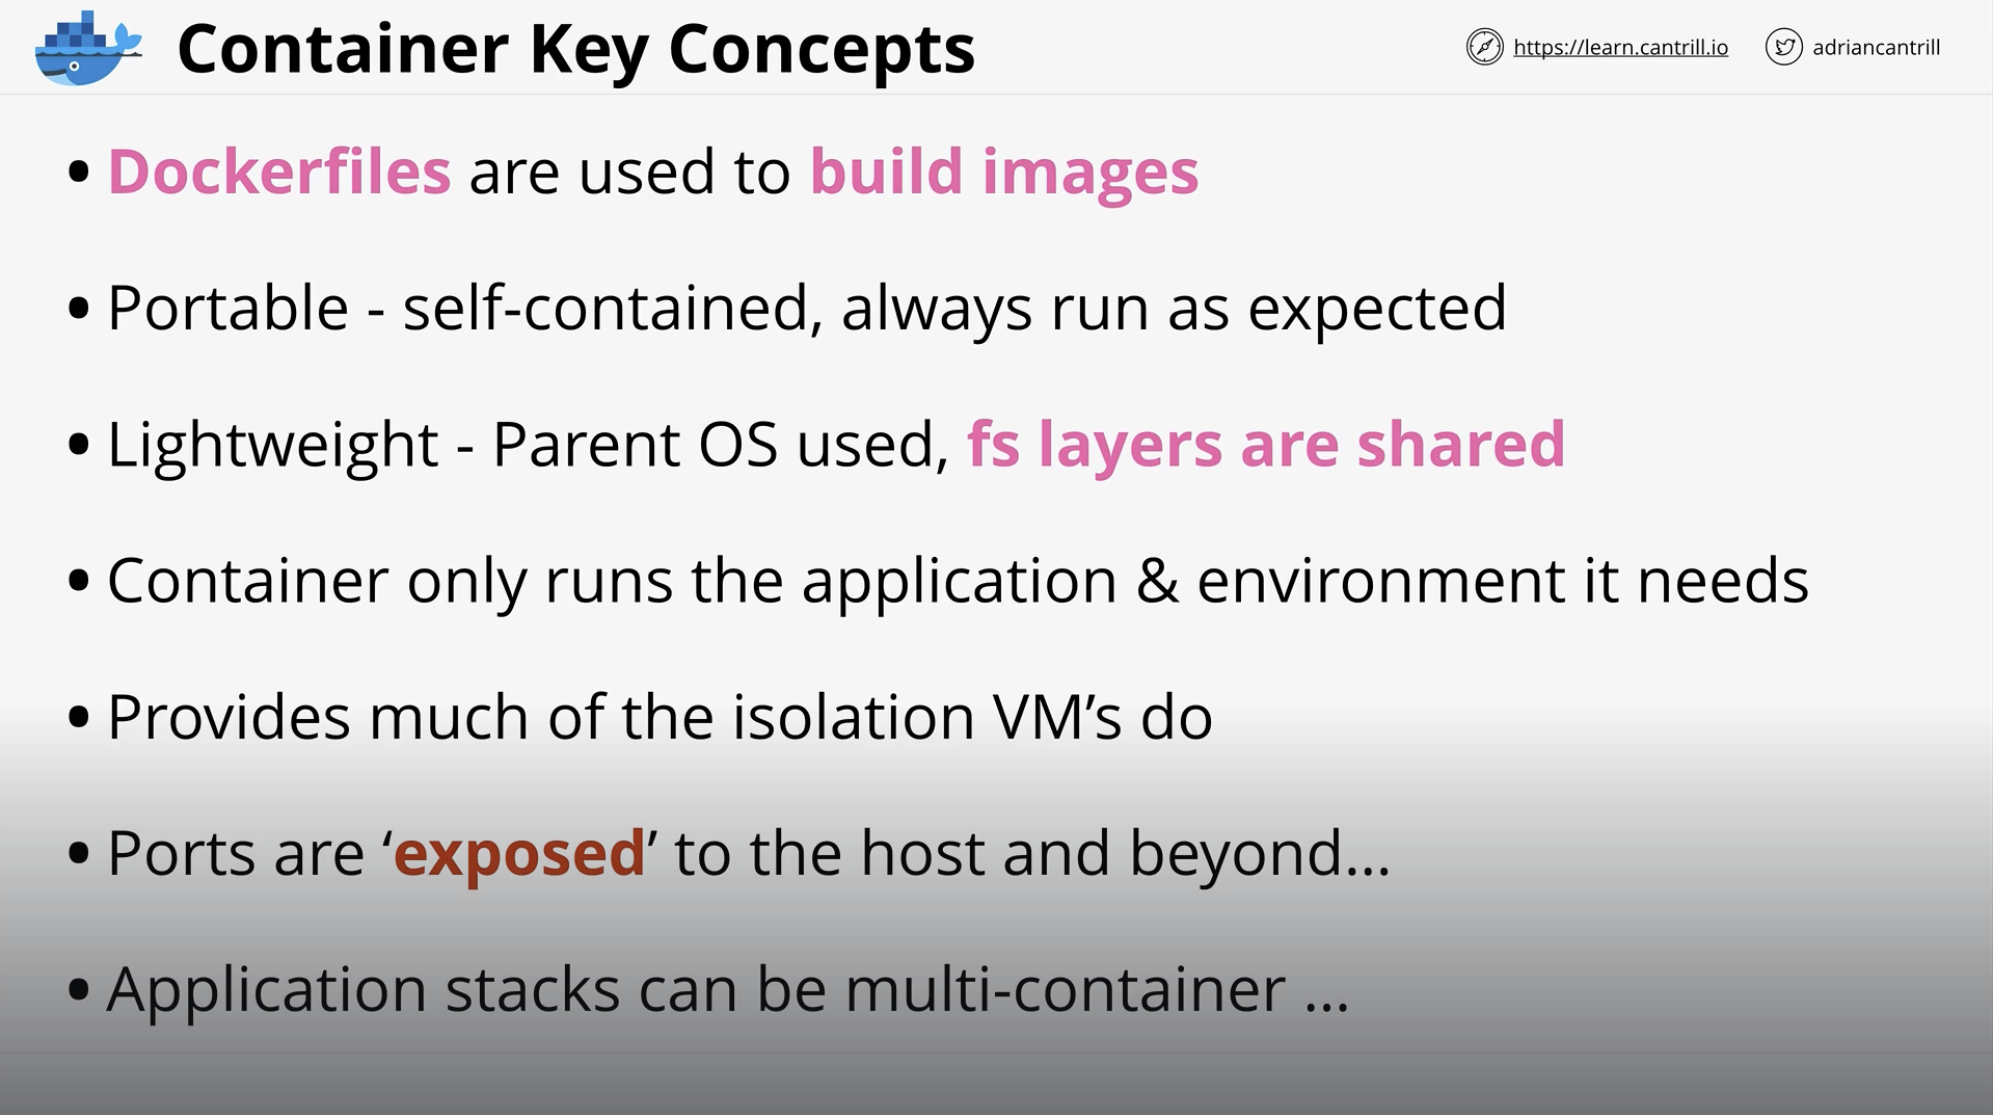 Container Key Concepts
https://learn.cantrill.io
adriancantrill
• Dockerfiles are used to build images
• Portable - self-contained, always run as expected
• Lightweight - Parent OS used, fs layers are shared
• Container only runs the application & environment it needs
• Provides much of the isolation VM’s do
• Ports are ‘exposed’ to the host and beyond...
• Application stacks can be multi-container ...